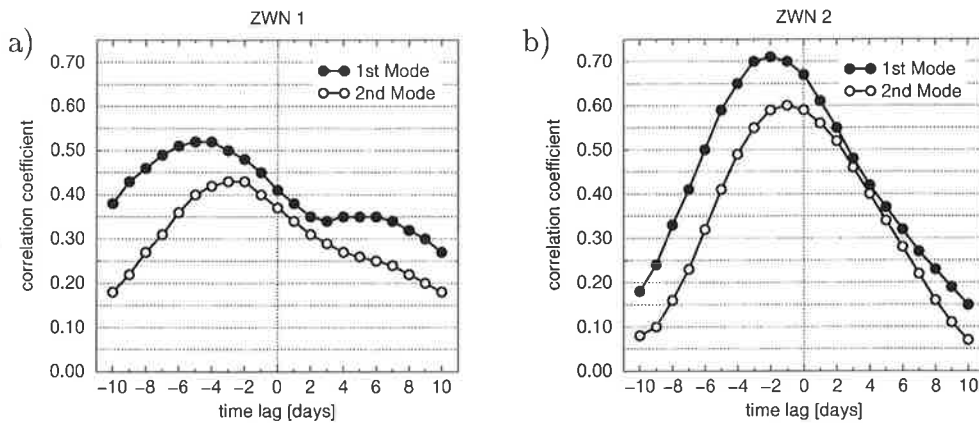 ZWN 1
a)
1st Mode
2nd Mode
correlation coefficient
0.70
0.60
0.50
0.40
0.30
0.20
0.10
0.00
−10 −8 −6 −4 −2 0 2 4 6 8 10
time lag [days]
ZWN 2
b)
1st Mode
2nd Mode
correlation coefficient
0.70
0.60
0.50
0.40
0.30
0.20
0.10
0.00
−10 −8 −6 −4 −2 0 2 4 6 8 10
time lag [days]